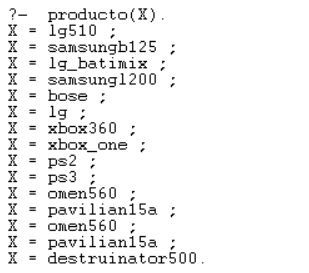 ?-  producto(X).
X = lg510 ;
X = samsungb125 ;
X = lg_batimix ;
X = samsungl200 ;
X = bose ;
X = lg ;
X = xbox360 ;
X = xbox_one ;
X = ps2 ;
X = ps3 ;
X = omen560 ;
X = pavilian15a ;
X = omen560 ;
X = pavilian15a ;
X = destruinator500.